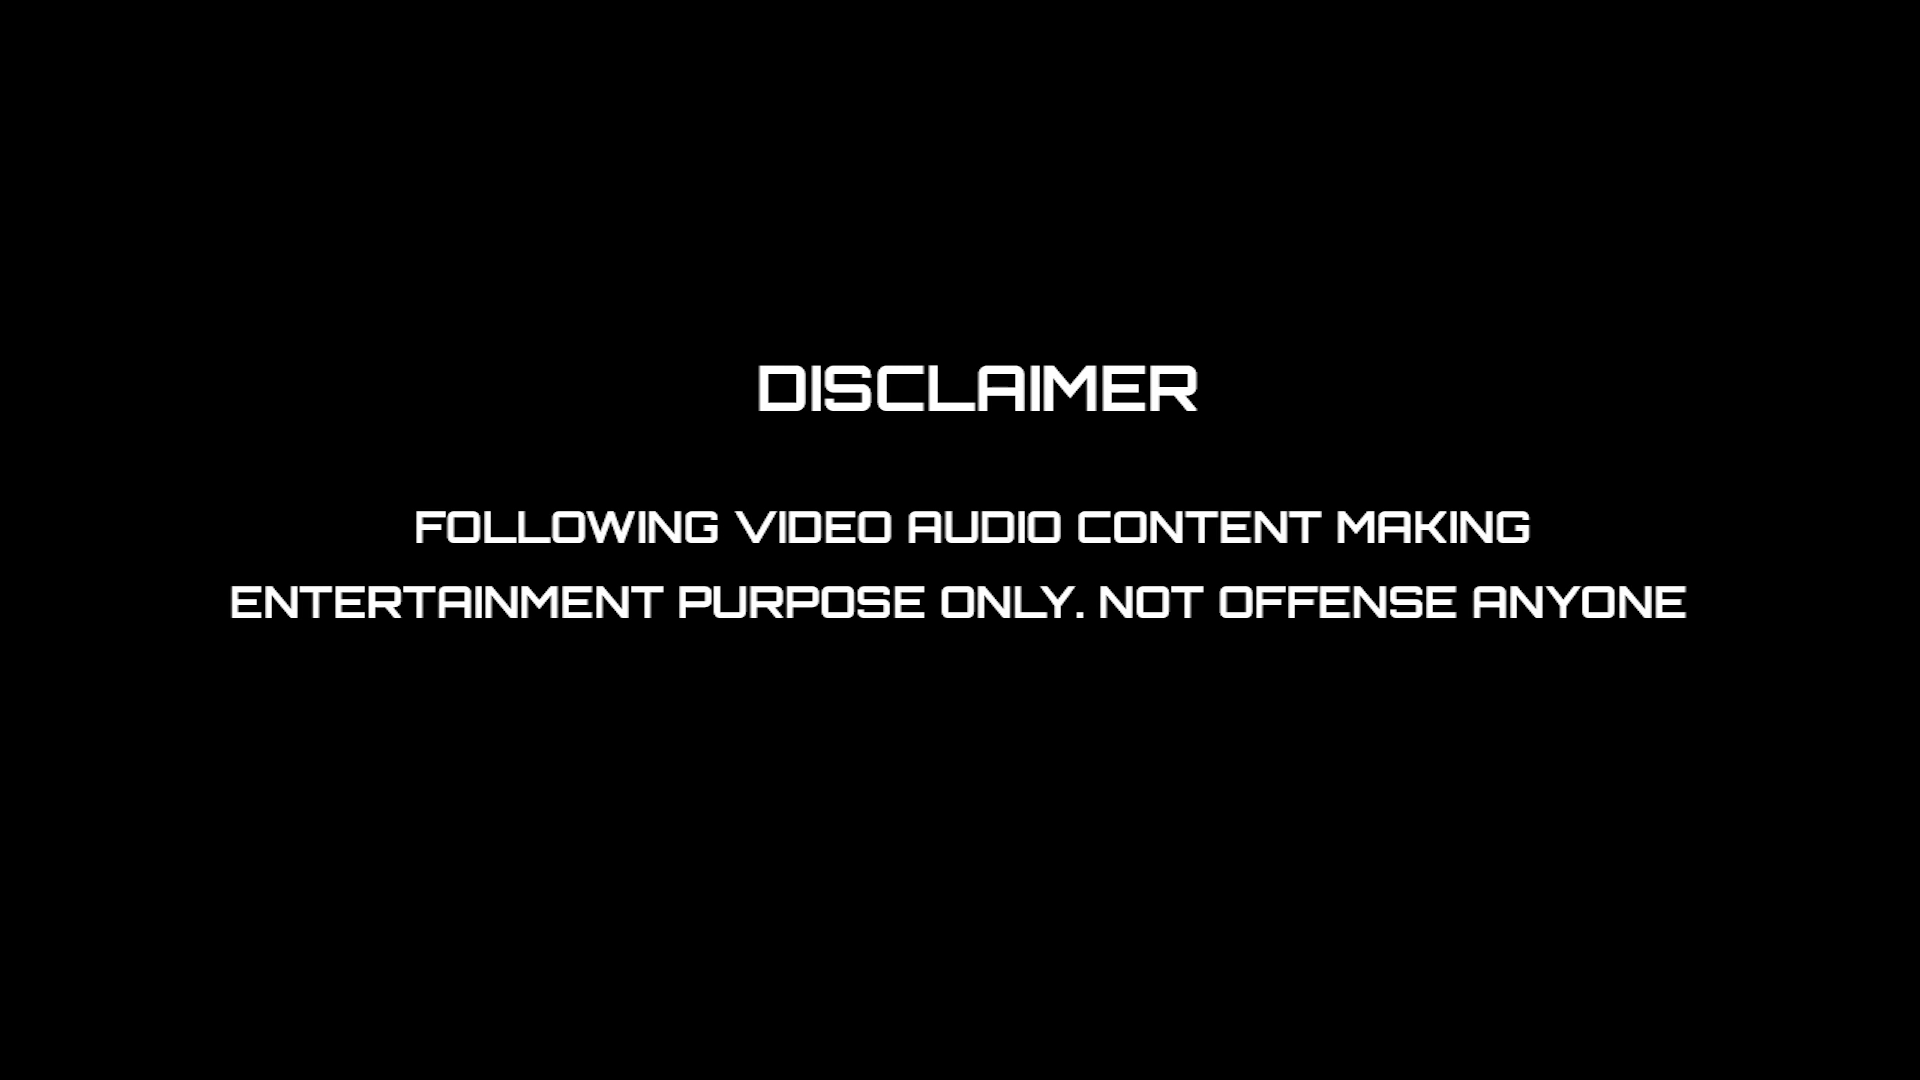 DISCLAIMER
FOLLOWING VIDEO AUDIO CONTENT MAKING
ENTERTAINMENT PURPOSE ONLY. NOT OFFENSE ANYONE